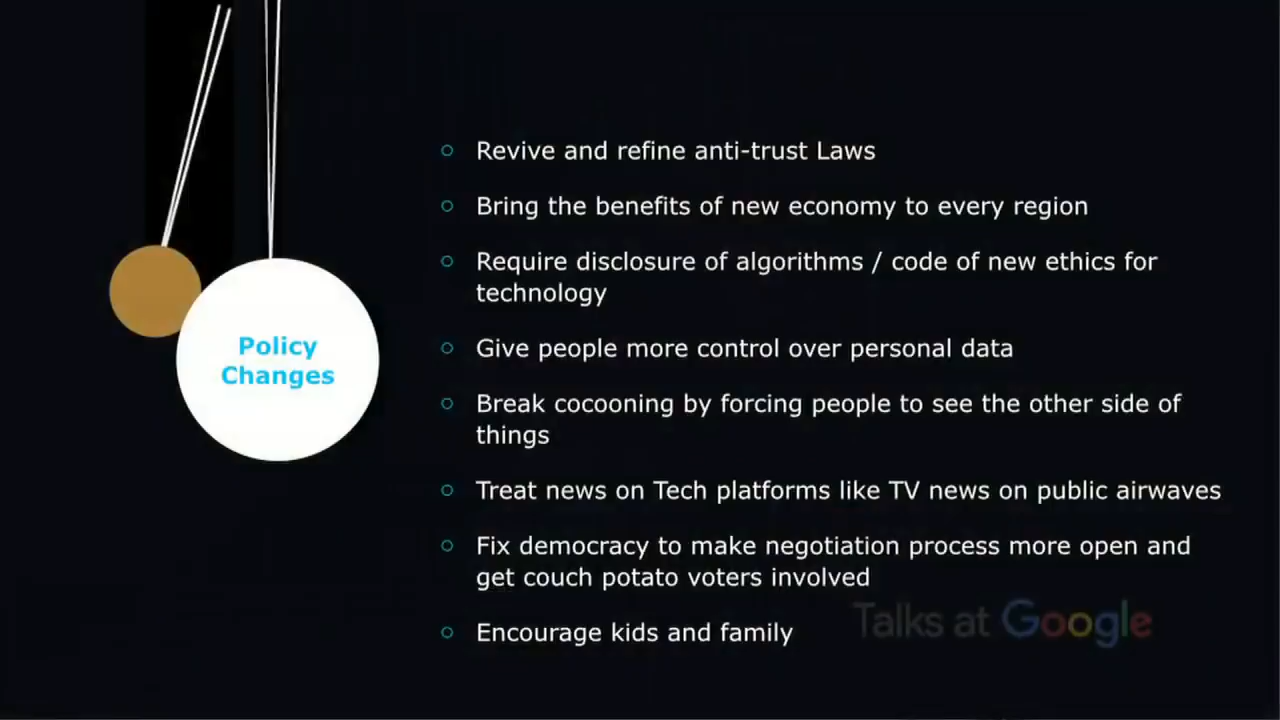 Policy
Changes
Revive and refine anti-trust Laws
Bring the benefits of new economy to every region
Require disclosure of algorithms / code of new ethics for
technology
Give people more control over personal data
Break cocooning by forcing people to see the other side of
things
Treat news on Tech platforms like TV news on public airwaves
Fix democracy to make negotiation process more open and
get couch potato voters involved
Encourage kids and family
Talks at Google